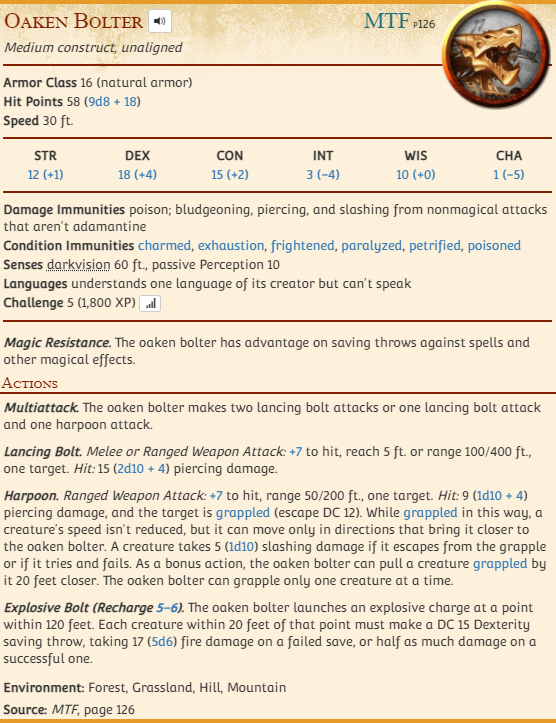 Oaken Bolter MTF p126
Medium construct, unaligned
Armor Class 16 (natural armor)
Hit Points 58 (9d8 + 18)
Speed 30 ft.
STR DEX CON INT WIS CHA
12 (+1) 18 (+4) 15 (+2) 3 (−4) 10 (+0) 1 (−5)
Damage Immunities poison; bludgeoning, piercing, and slashing from nonmagical attacks
that aren't adamantine
Condition Immunities charmed, exhaustion, frightened, paralyzed, petrified, poisoned
Senses darkvision 60 ft., passive Perception 10
Languages understands one language of its creator but can't speak
Challenge 5 (1,800 XP)
Magic Resistance. The oaken bolter has advantage on saving throws against spells and
other magical effects.
Actions
Multiattack. The oaken bolter makes two lancing bolt attacks or one lancing bolt attack
and one harpoon attack.
Lancing Bolt. Melee or Ranged Weapon Attack: +7 to hit, reach 5 ft. or range 100/400 ft.,
one target. Hit: 15 (2d10 + 4) piercing damage.
Harpoon. Ranged Weapon Attack: +7 to hit, range 50/200 ft., one target. Hit: 9 (1d10 + 4)
piercing damage, and the target is grappled (escape DC 12). While grappled in this way, a
creature's speed isn't reduced, but it can move only in directions that bring it closer to
the oaken bolter. A creature takes 5 (1d10) slashing damage if it escapes from the grapple
or if it tries and fails. As a bonus action, the oaken bolter can pull a creature grappled by
it 20 feet closer. The oaken bolter can grapple only one creature at a time.
Explosive Bolt (Recharge 5–6). The oaken bolter launches an explosive charge at a point
within 120 feet. Each creature within 20 feet of that point must make a DC 15 Dexterity
saving throw, taking 17 (5d6) fire damage on a failed save, or half as much damage on a
successful one.
Environment: Forest, Grassland, Hill, Mountain
Source: MTF, page 126